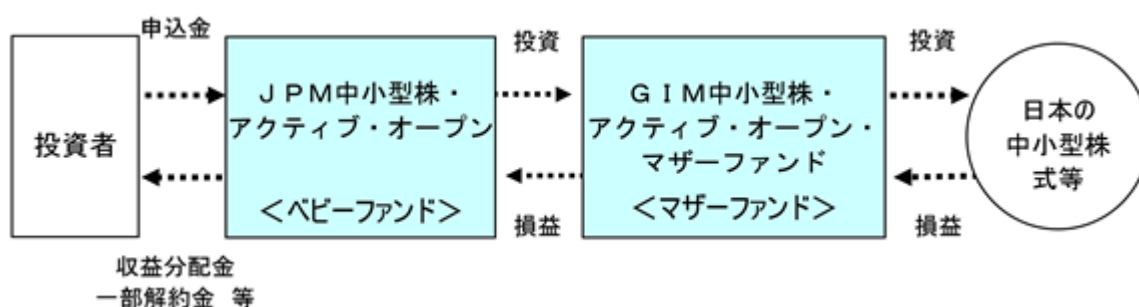 申込金
投資
投資
投資者
ＪＰＭ中小型株・
アクティブ・オープン
＜ベビーファンド＞
ＧＩＭ中小型株・
アクティブ・オープン・
マザーファンド
＜マザーファンド＞
日本の
中小型株
式等
損益
損益
収益分配金
一部解約金 等